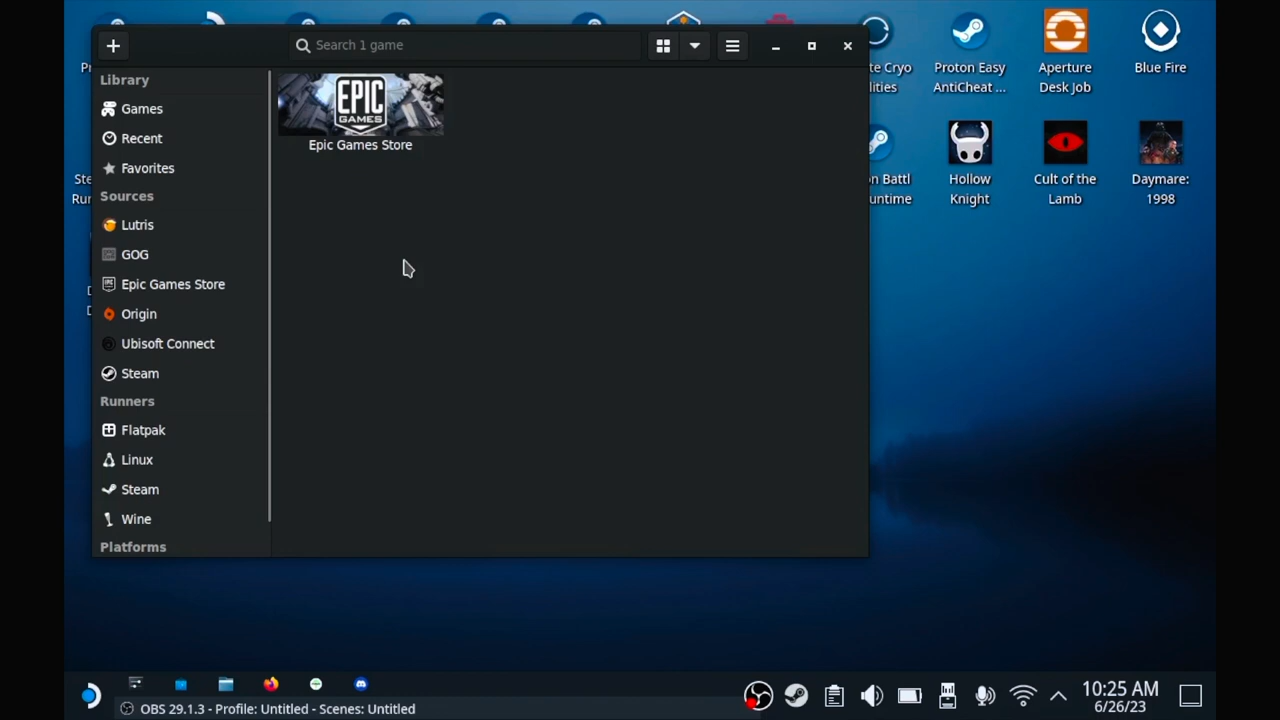 Search 1 game
Library
Games
Recent
Favorites
Sources
Lutris
GOG
Epic Games Store
Origin
Ubisoft Connect
Steam
Runners
Flatpak
Linux
Steam
Wine
Platforms
EPIC
GAMES
Epic Games Store
Proton Easy
AntiCheat ...
Aperture
Desk Job
Blue Fire
Hollow
Knight
Cult of the
Lamb
Daymare:
1998
OBS 29.1.3 - Profile: Untitled - Scenes: Untitled
10:25 AM
6/26/23